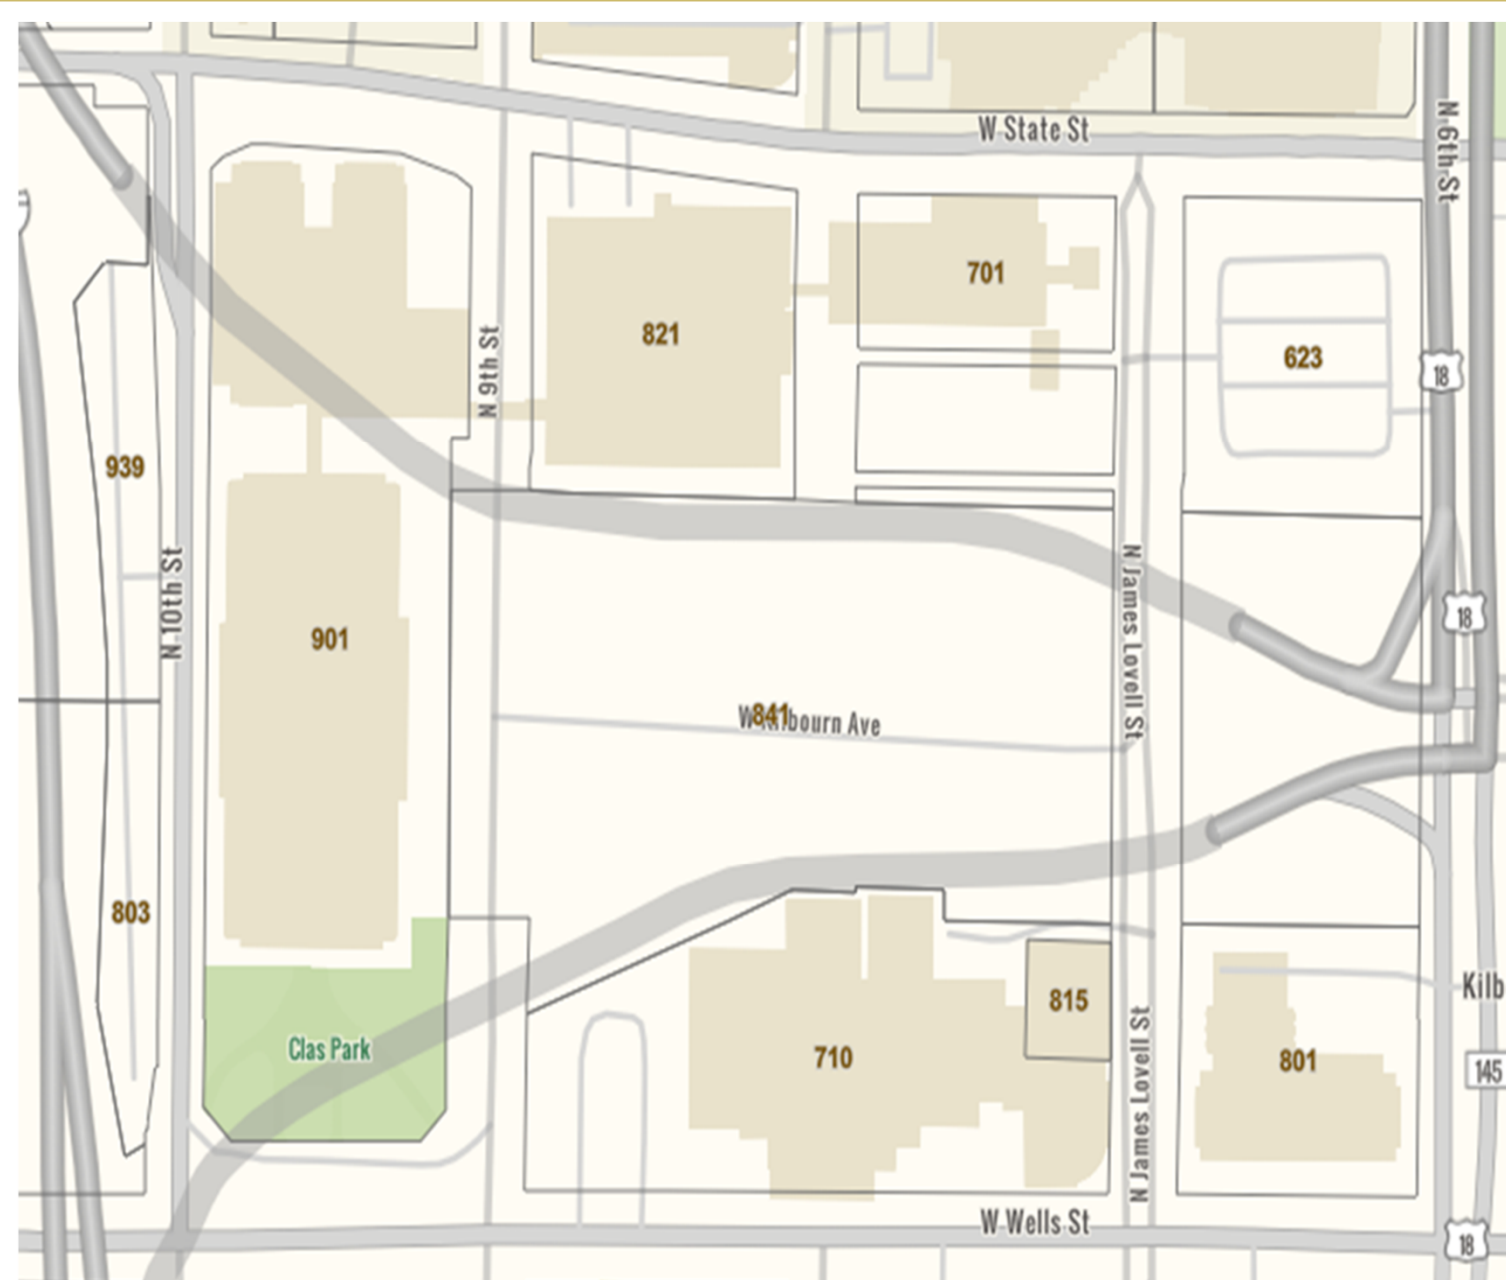 W State St
N 6th St
701
821
623
N 9th St
18
939
N 10th St
N James Lovell St
901
18
841
W Kilbourn Ave
803
Kilb
815
Clas Park
710
801
145
N James Lovell St
W Wells St
18